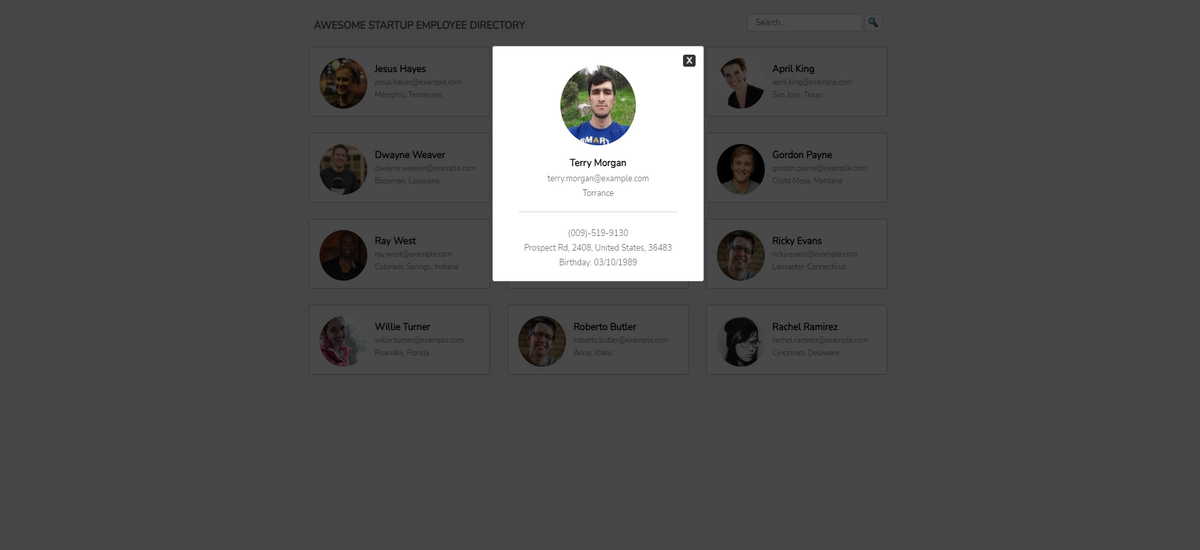 AWESOME STARTUP EMPLOYEE DIRECTORY
Search...
Jesus Hayes
jesus.hayes@example.com
Memphis, Tennessee
X
Terry Morgan
terry.morgan@example.com
Torrance
(009)-519-9130
Prospect Rd, 2408, United States, 36483
Birthday: 03/10/1989
April King
april.king@example.com
San Jose, Texas
Dwayne Weaver
dwayne.weaver@example.com
Bozeman, Louisiana
Gordon Payne
gordon.payne@example.com
Costa Mesa, Montana
Ray West
ray.west@example.com
Colorado Springs, Indiana
Ricky Evans
ricky.evans@example.com
Lancaster, Connecticut
Willie Turner
willie.turner@example.com
Roanoke, Florida
Roberto Butler
roberto.butler@example.com
Anna, Idaho
Rachel Ramirez
rachel.ramirez@example.com
Cincinnati, Delaware